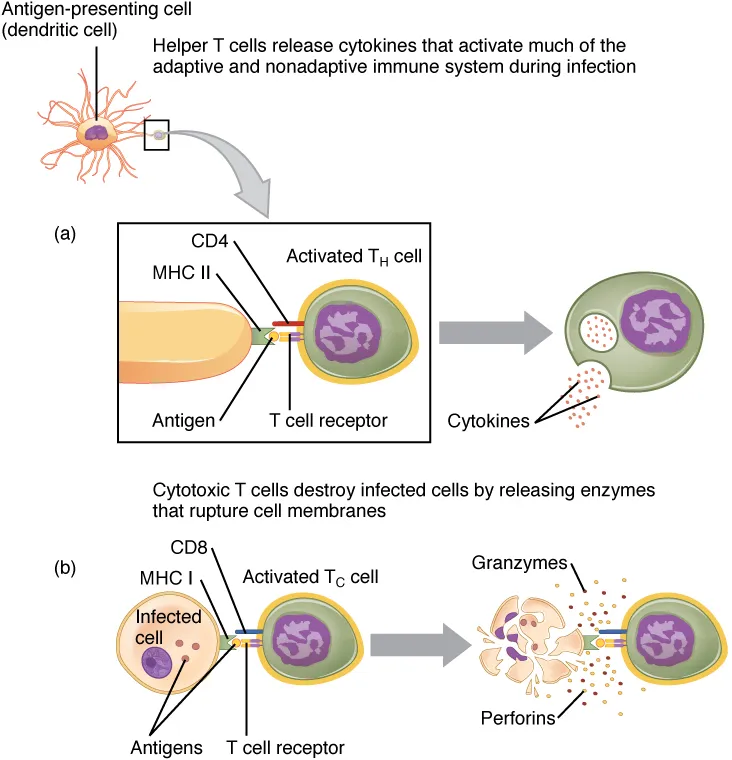 Antigen-presenting cell
(dendritic cell)
Helper T cells release cytokines that activate much of the
adaptive and nonadaptive immune system during infection
(a)
CD4
MHC II
Activated TH cell
Antigen
T cell receptor
Cytokines
Cytotoxic T cells destroy infected cells by releasing enzymes
that rupture cell membranes
(b)
CD8
MHC I
Activated TC cell
Infected
cell
Antigens
T cell receptor
Granzymes
Perforins